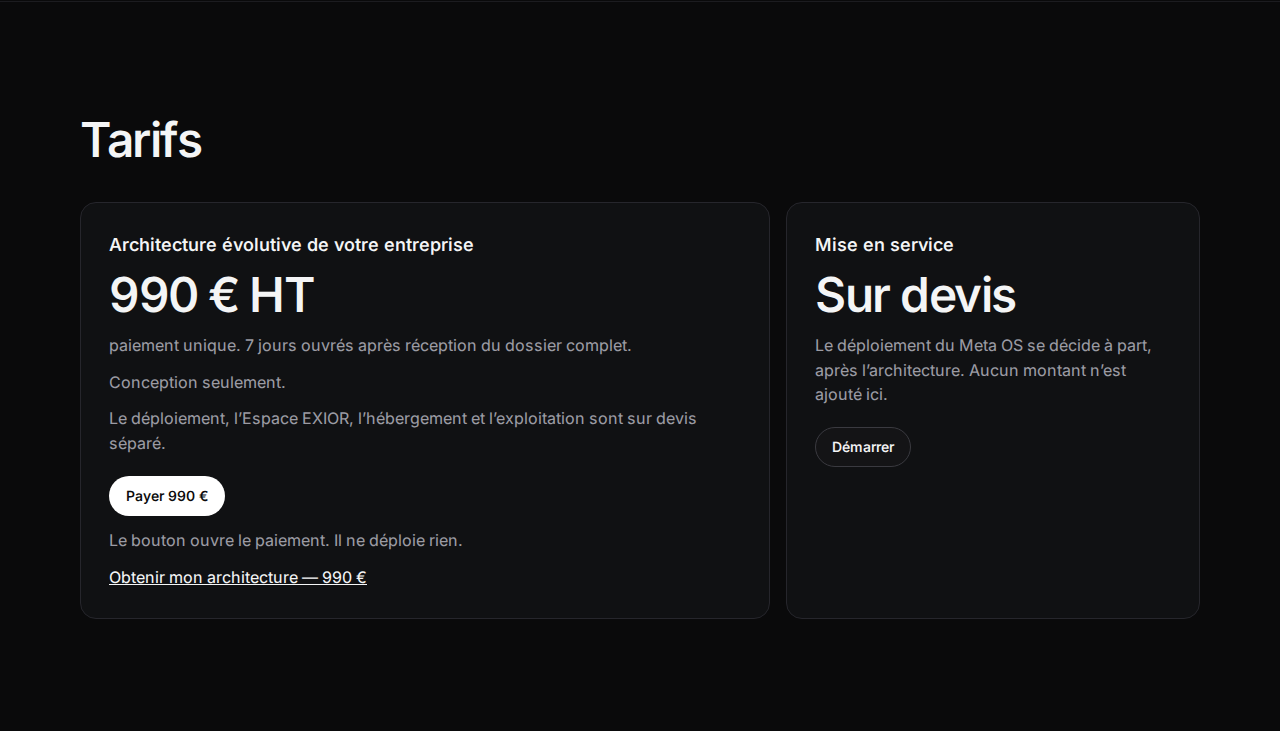 Tarifs
Architecture évolutive de votre entreprise
990 € HT
paiement unique. 7 jours ouvrés après réception du dossier complet.
Conception seulement.
Le déploiement, l’Espace EXIOR, l’hébergement et l’exploitation sont sur devis
séparé.
Payer 990 €
Le bouton ouvre le paiement. Il ne déploie rien.
Obtenir mon architecture — 990 €
Mise en service
Sur devis
Le déploiement du Meta OS se décide à part,
après l’architecture. Aucun montant n’est
ajouté ici.
Démarrer